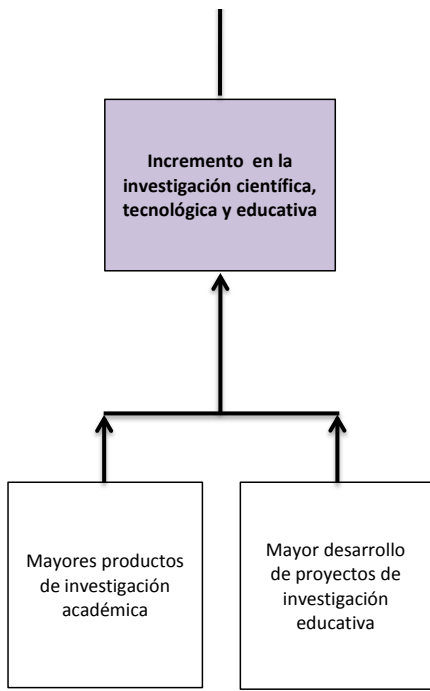 Incremento en la
investigación científica,
tecnológica y educativa
Mayores productos
de investigación
académica
Mayor desarrollo
de proyectos de
investigación
educativa